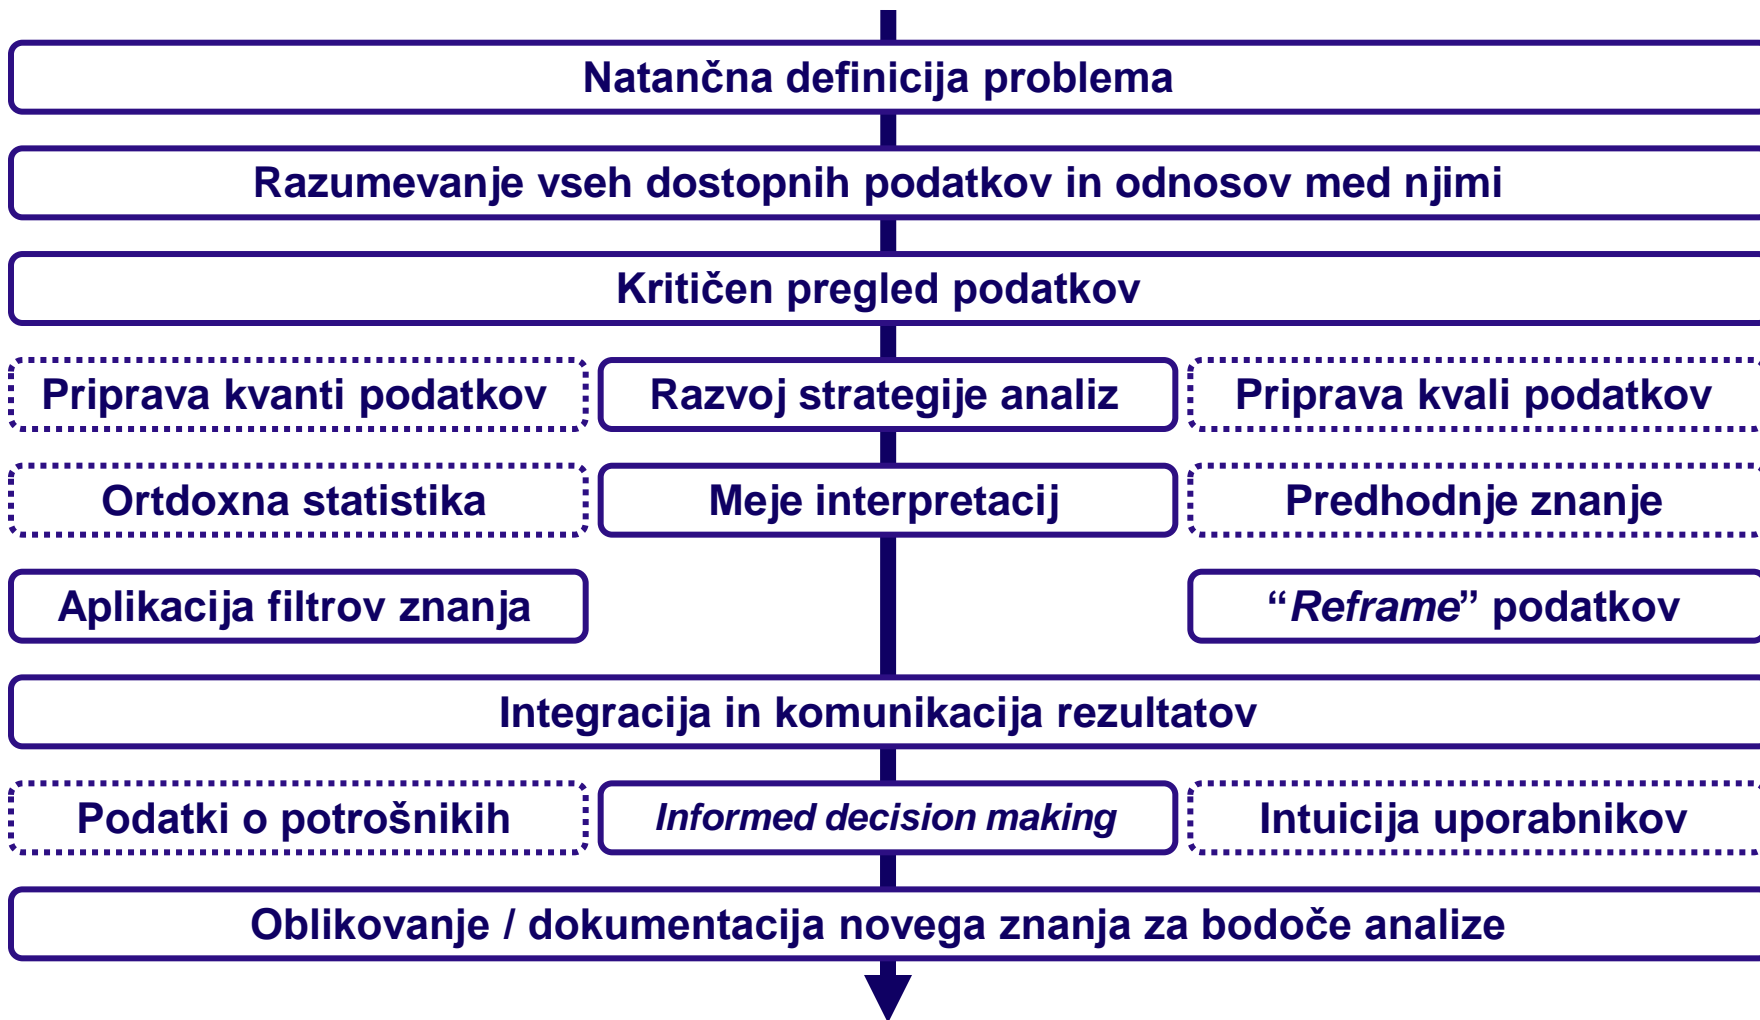 Natančna definicija problema
Razumevanje vseh dostopnih podatkov in odnosov med njimi
Kritičen pregled podatkov
Priprava kvanti podatkov
Razvoj strategije analiz
Priprava kvali podatkov
Ortdoxna statistika
Meje interpretacij
Predhodnje znanje
Aplikacija filtrov znanja
“Reframe” podatkov
Integracija in komunikacija rezultatov
Podatki o potrošnikih
Informed decision making
Intuicija uporabnikov
Oblikovanje / dokumentacija novega znanja za bodoče analize